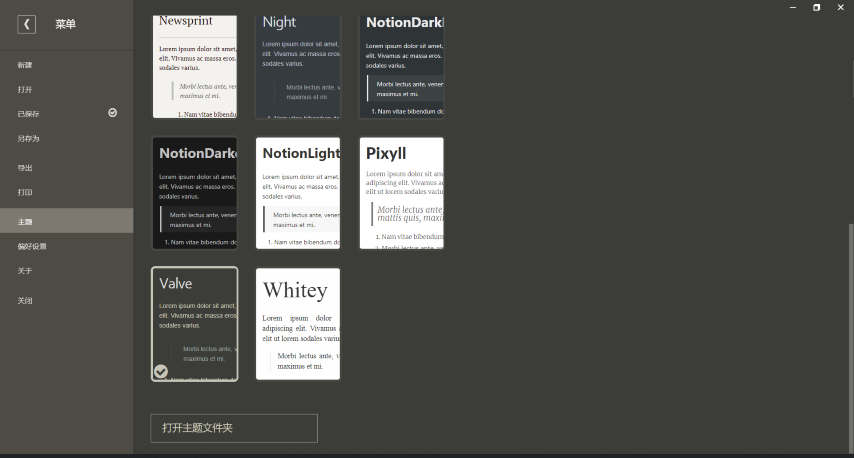 菜单
新建
打开
已保存
另存为
导出
打印
主题
偏好设置
关于
关闭
Newsprint
Lorem ipsum dolor sit amet,
elit. Vivamus ac massa eros.
sodales varius.
Morbi lectus ante, vener
maximus et mi.
1. Nam vitae bibendum
Night
Lorem ipsum dolor sit amet,
elit. Vivamus ac massa eros.
sodales varius.
Morbi lectus ante, v
maximus et mi.
NotionDark
Lorem ipsum dolor sit amet,
elit. Vivamus ac massa eros.
sodales varius.
Morbi lectus ante, vener
maximus et mi.
1. Nam vitae bibendum do
NotionDark
Lorem ipsum dolor sit amet,
elit. Vivamus ac massa eros.
sodales varius.
Morbi lectus ante, vener
maximus et mi.
1. Nam vitae bibendum do
NotionLight
Lorem ipsum dolor sit amet,
elit. Vivamus ac massa eros.
sodales varius.
Morbi lectus ante, vener
maximus et mi.
1. Nam vitae bibendum do
Pixyll
Lorem ipsum dolor sit am
adipiscing elit. Vivamus ac
elit ut lorem sodales variu
Morbi lectus ante,
mattis quis, maxi
1. Nam vitae bibendum
2. Morbi lectus ante,
Valve
Lorem ipsum dolor sit amet,
elit. Vivamus ac massa eros.
sodales varius.
Morbi lectus ante, v
maximus et mi.
1. Nam vitae bibendum
Whitey
Lorem ipsum dolor
adipiscing elit. Vivamus
elit ut lorem sodales variu
Morbi lectus ante, v
maximus et mi.
打开主题文件夹